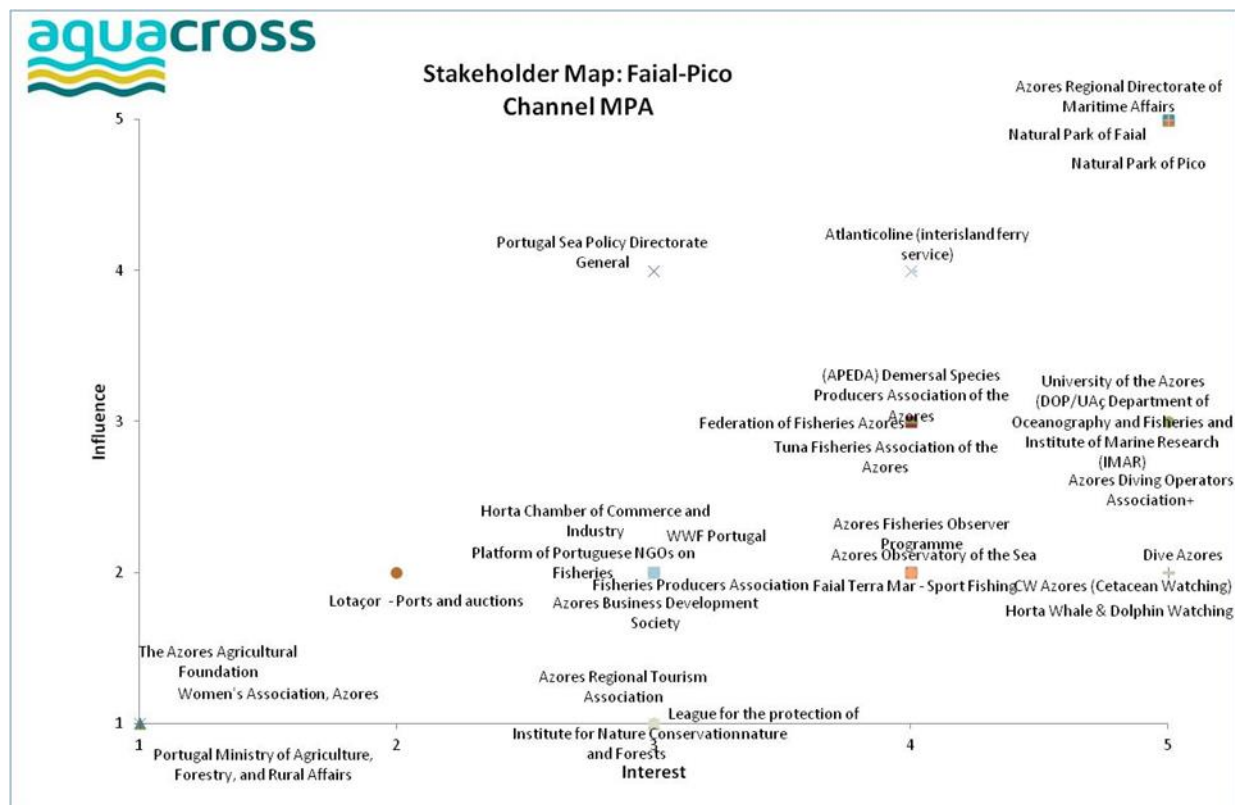 aquacross
Stakeholder Map: Faial-Pico
Channel MPA
Azores Regional Directorate of
Maritime Affairs
5
Natural Park of Faial
Natural Park of Pico
Portugal Sea Policy Directorate
General
Atlanticoline (interisland ferry
service)
4
(APEDA) Demersal Species
Producers Association of the
Azores
University of the Azores
(DOP/UAç Department of
Oceanography and Fisheries and
Institute of Marine Research
(IMAR)
3
Federation of Fisheries Azores
Tuna Fisheries Association of the
Azores
Azores Diving Operators
Association+
Influence
Horta Chamber of Commerce and
Industry
WWF Portugal
Azores Fisheries Observer
Programme
Platform of Portuguese NGOs on
Fisheries
Azores Observatory of the Sea
Dive Azores
2
Fisheries Producers Association
Faial Terra Mar - Sport Fishing
CW Azores (Cetacean Watching)
Lotaçor - Ports and auctions
Azores Business Development
Society
Horta Whale & Dolphin Watching
The Azores Agricultural
Foundation
Women's Association, Azores
Azores Regional Tourism
Association
1
League for the protection of
nature
Institute for Nature Conservation
and Forests
Portugal Ministry of Agriculture,
Forestry, and Rural Affairs
1 2 3 4 5
Interest